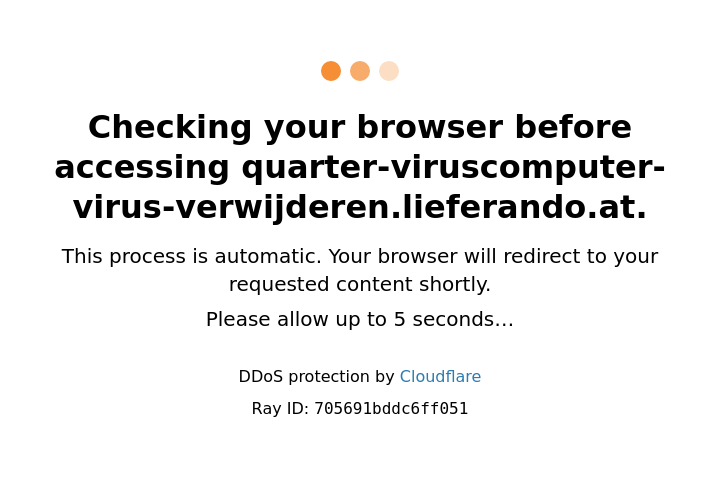 Checking your browser before
accessing quarter-viruscomputer-
virus-verwijderen.lieferando.at.
This process is automatic. Your browser will redirect to your
requested content shortly.
Please allow up to 5 seconds…
DDoS protection by Cloudflare
Ray ID: 705691bddc6ff051